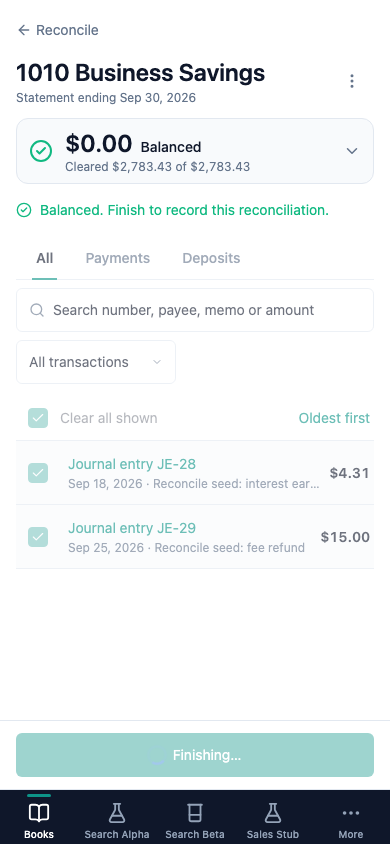 Reconcile
1010 Business Savings
Statement ending Sep 30, 2026
$0.00 Balanced
Cleared $2,783.43 of $2,783.43
Balanced. Finish to record this reconciliation.
All Payments Deposits
Search number, payee, memo or amount
All transactions
Clear all shown Oldest first
Journal entry JE-28
Sep 18, 2026 · Reconcile seed: interest ear... $4.31
Journal entry JE-29
Sep 25, 2026 · Reconcile seed: fee refund $15.00
Finishing...
Books Search Alpha Search Beta Sales Stub More